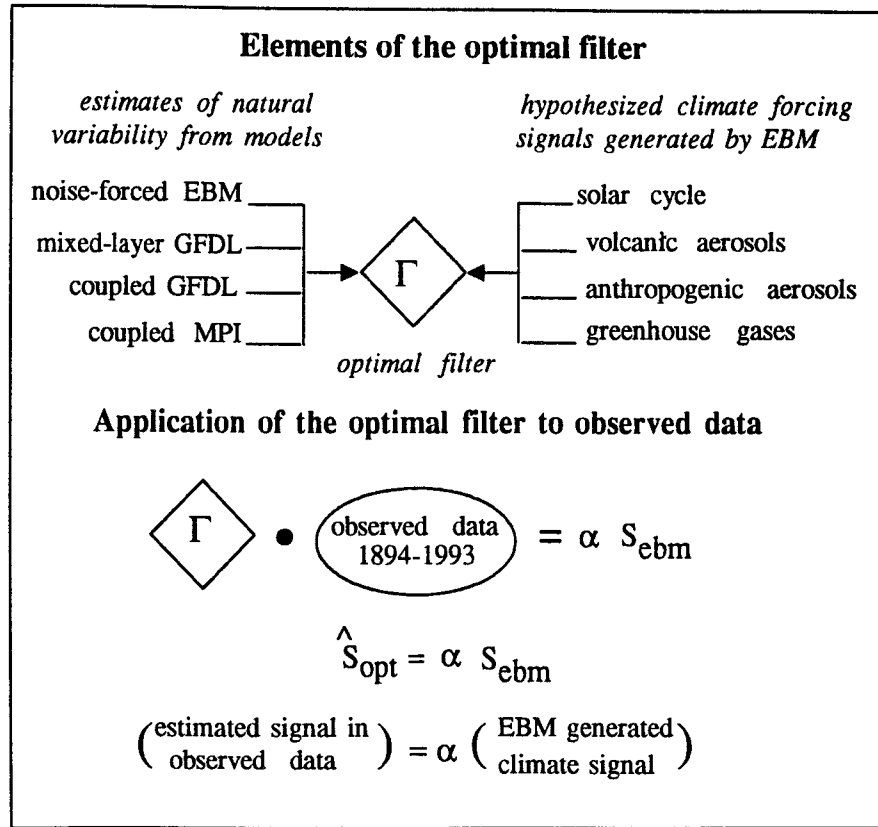 Elements of the optimal filter
estimates of natural
variability from models
hypothesized climate forcing
signals generated by EBM
noise-forced EBM
mixed-layer GFDL
coupled GFDL
coupled MPI
Γ
optimal filter
solar cycle
volcanic aerosols
anthropogenic aerosols
greenhouse gases
Application of the optimal filter to observed data
Γ • observed data
1894-1993 = α S_ebm
Ŝ_opt = α S_ebm
(estimated signal in
observed data) = α (EBM generated
climate signal)